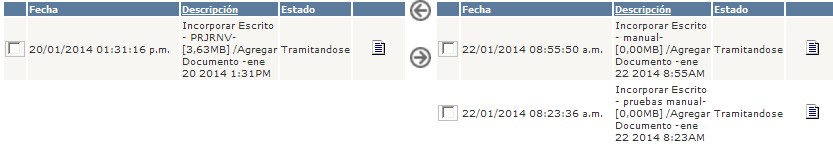 Fecha Descripción Estado
20/01/2014 01:31:16 p.m. Incorporar Escrito
- PRJRNV-
[3,63MB] /Agregar
Documento -ene
20 2014 1:31PM
Tramitandose
Fecha Descripción Estado
22/01/2014 08:55:50 a.m. Incorporar Escrito
- manual-
[0,00MB] /Agregar
Documento -ene
22 2014 8:55AM
Tramitandose
22/01/2014 08:23:36 a.m. Incorporar Escrito
- pruebas manual-
[0,00MB] /Agregar
Documento -ene
22 2014 8:23AM
Tramitandose